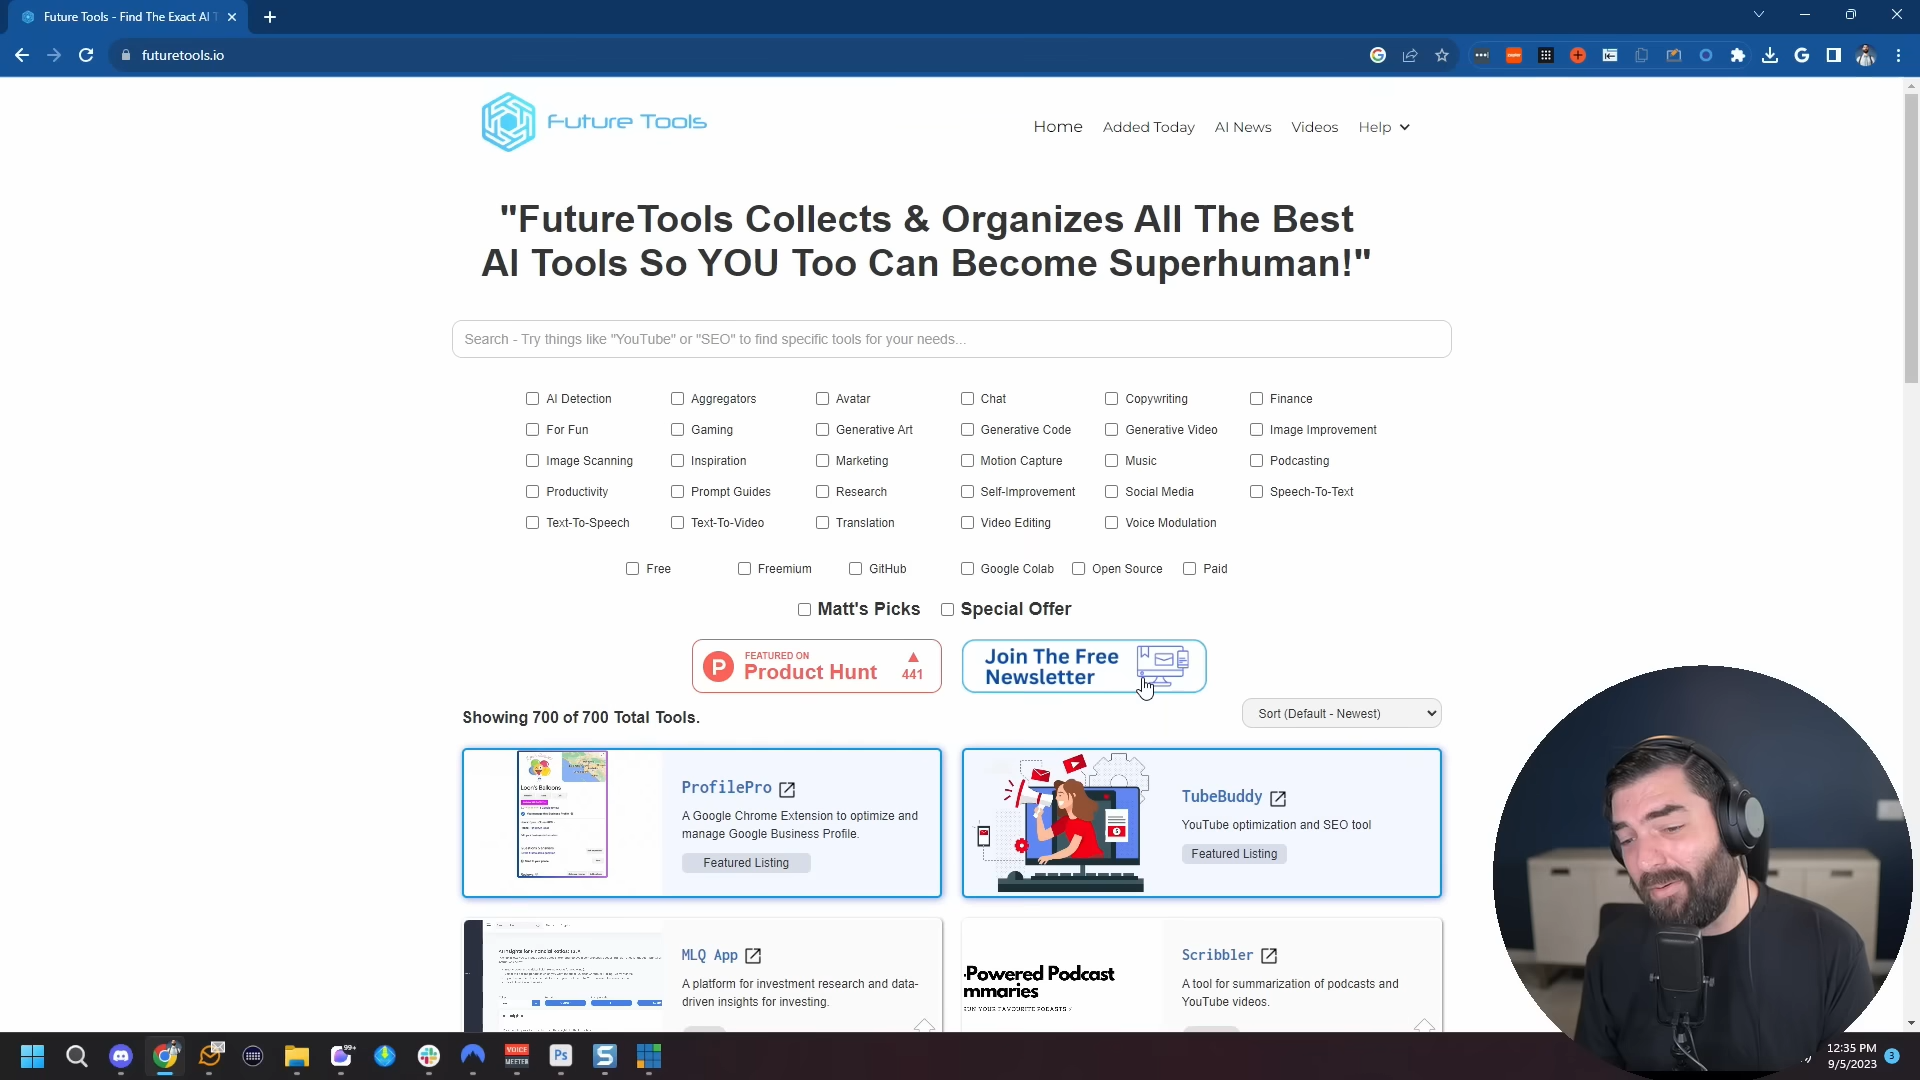 Future Tools - Find The Exact AI T
futuretools.io
Future Tools
Home
Added Today
AI News
Videos
Help
"FutureTools Collects & Organizes All The Best
AI Tools So YOU Too Can Become Superhuman!"
Search - Try things like "YouTube" or "SEO" to find specific tools for your needs...
AI Detection
Aggregators
Avatar
Chat
Copywriting
Finance
For Fun
Gaming
Generative Art
Generative Code
Generative Video
Image Improvement
Image Scanning
Inspiration
Marketing
Motion Capture
Music
Podcasting
Productivity
Prompt Guides
Research
Self-Improvement
Social Media
Speech-To-Text
Text-To-Speech
Text-To-Video
Translation
Video Editing
Voice Modulation
Free
Freemium
GitHub
Google Colab
Open Source
Paid
Matt's Picks
Special Offer
P
FEATURED ON
Product Hunt
441
Join The Free
Newsletter
Showing 700 of 700 Total Tools.
Sort (Default - Newest)
Loon's Balloons
ProfilePro
A Google Chrome Extension to optimize and
manage Google Business Profile.
Featured Listing
TubeBuddy
YouTube optimization and SEO tool
Featured Listing
MLQ App
A platform for investment research and data-
driven insights for investing.
-Powered Podcast
mmaries
Scribbler
A tool for summarization of podcasts and
YouTube videos.
99+
VOICE
MEETER
Ps
S
12:35 PM
9/5/2023
3